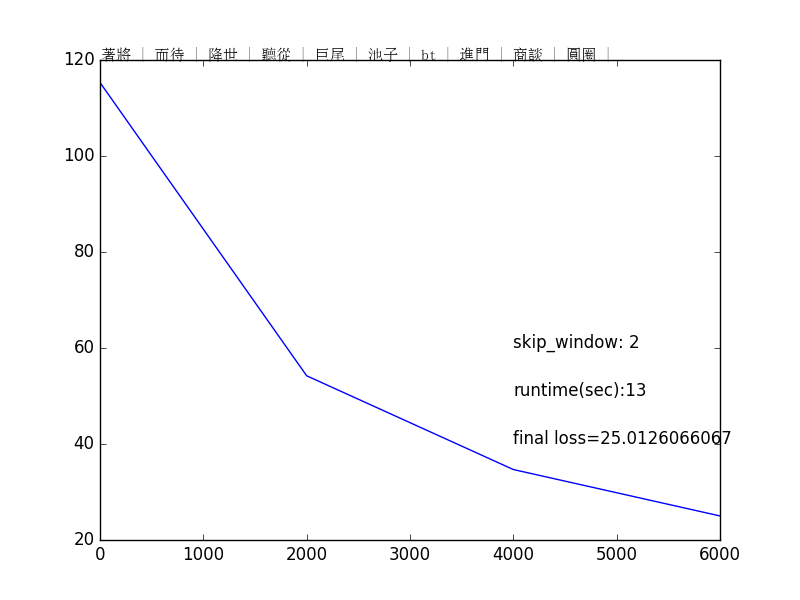 著將 | 而待 | 降世 | 聽從 | 巨尾 | 池子 | bt | 進門 | 商談 | 圓圈 |
120
100
80
60
skip_window: 2
runtime(sec):13
40
final loss=25.0126066067
20
0 1000 2000 3000 4000 5000 6000